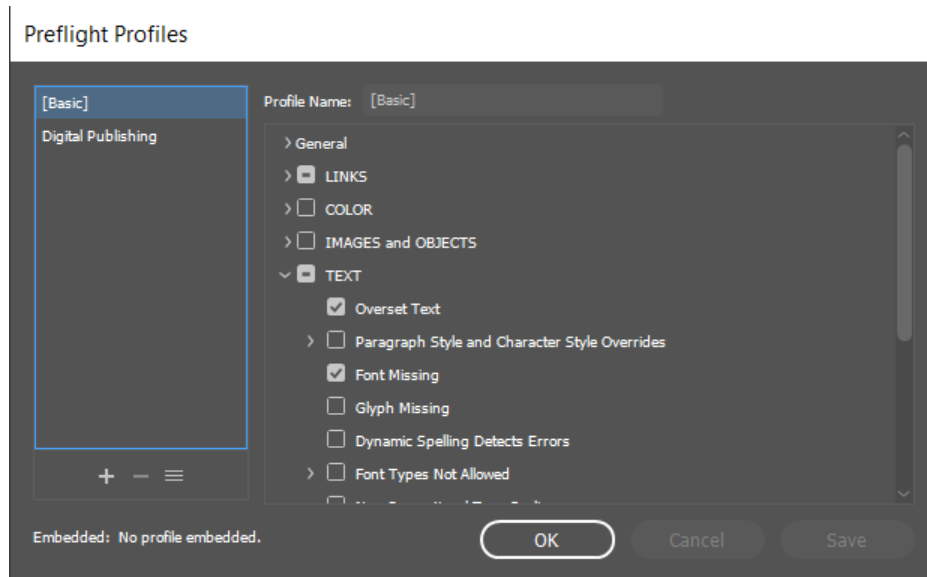 Preflight Profiles
[Basic]
Digital Publishing
Profile Name: [Basic]
General
LINKS
COLOR
IMAGES and OBJECTS
TEXT
Overset Text
Paragraph Style and Character Style Overrides
Font Missing
Glyph Missing
Dynamic Spelling Detects Errors
Font Types Not Allowed
Embedded: No profile embedded.
OK
Cancel
Save